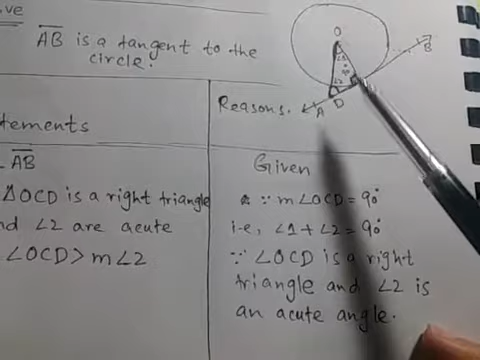 ve
AB is a tangent to the
circle.
O
B
A
D
Reasons.
tements
AB
Given
ΔOCD is a right triangle
∵ m∠OCD = 90°
nd ∠2 are acute
i.e, ∠1 + ∠2 = 90°
∠OCD > m∠2
∵ ∠OCD is a right
triangle and ∠2 is
an acute angle.